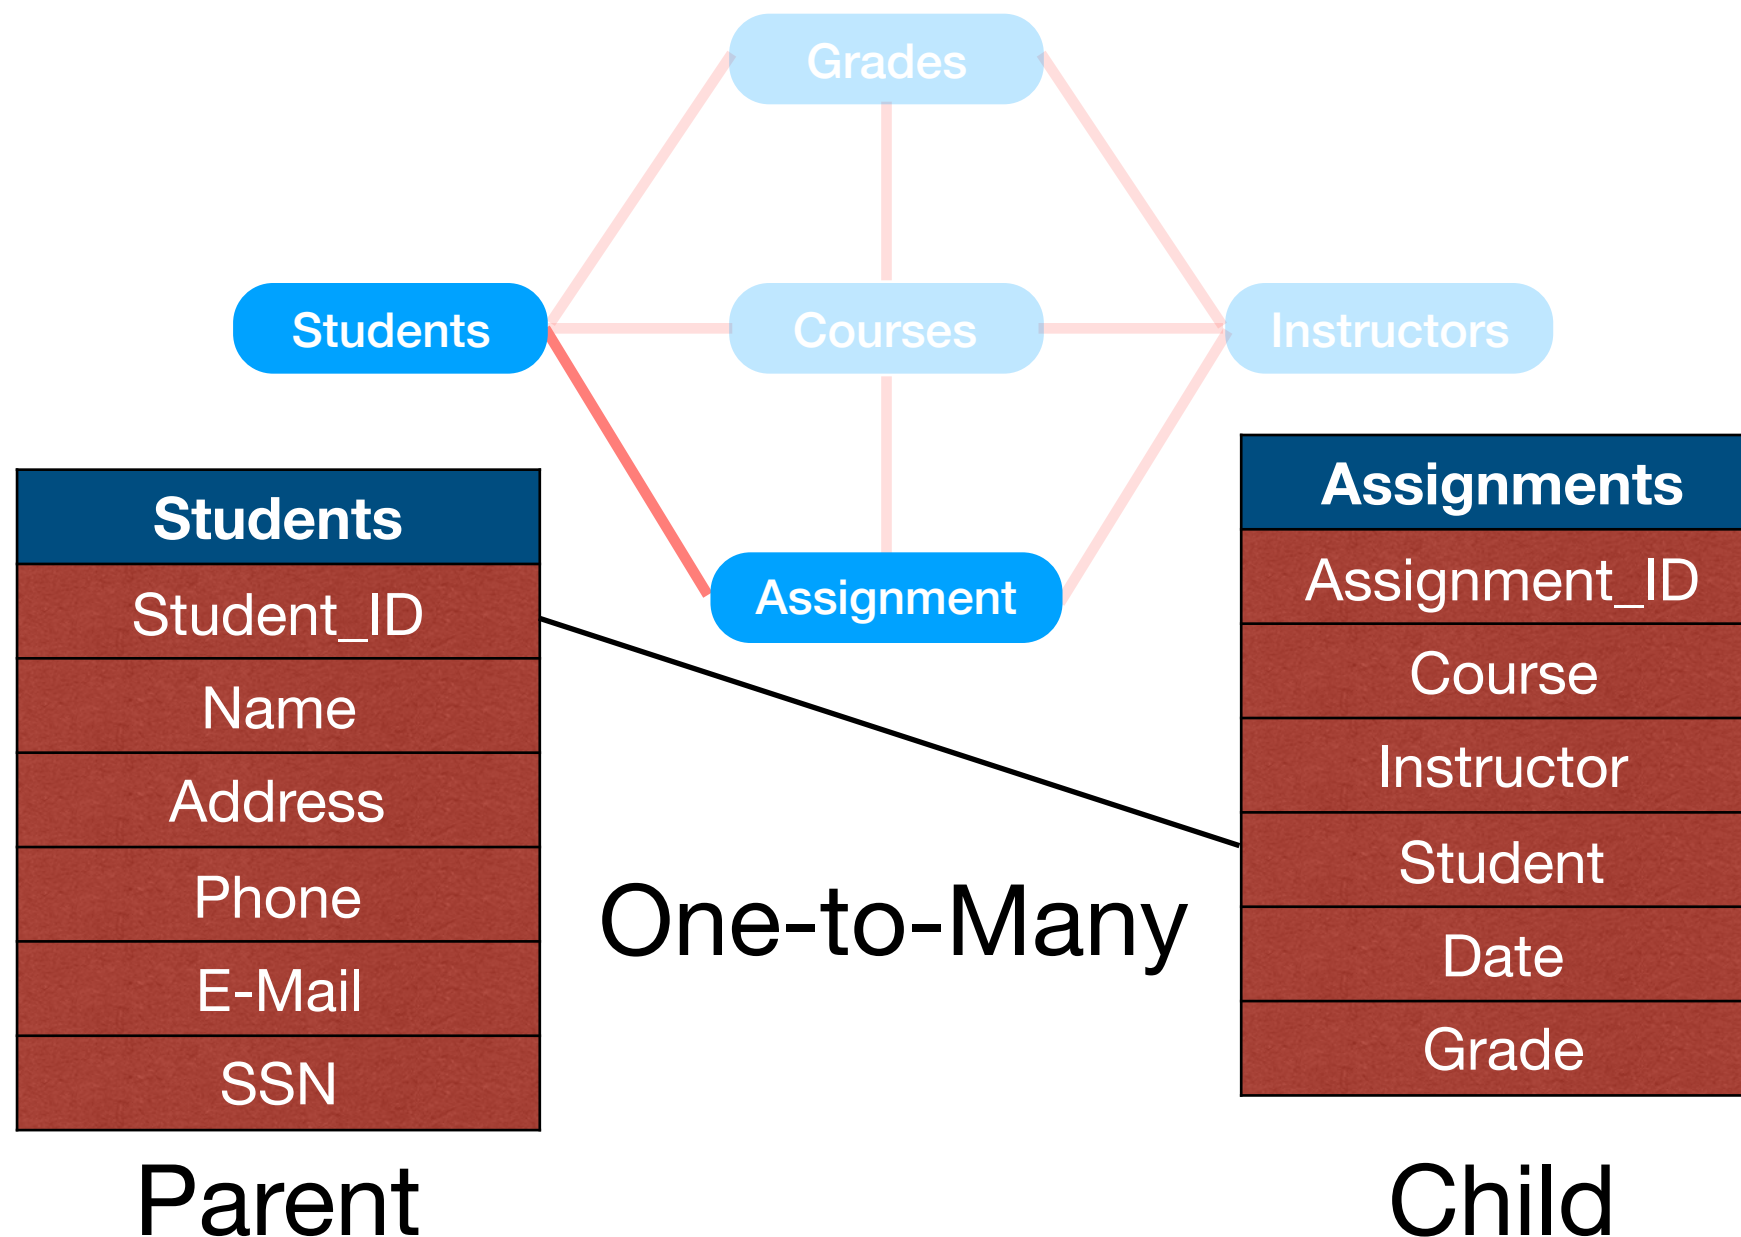 Grades
Students
Courses
Instructors
Assignment
Students
Student_ID
Name
Address
Phone
E-Mail
SSN
Parent
One-to-Many
Assignments
Assignment_ID
Course
Instructor
Student
Date
Grade
Child